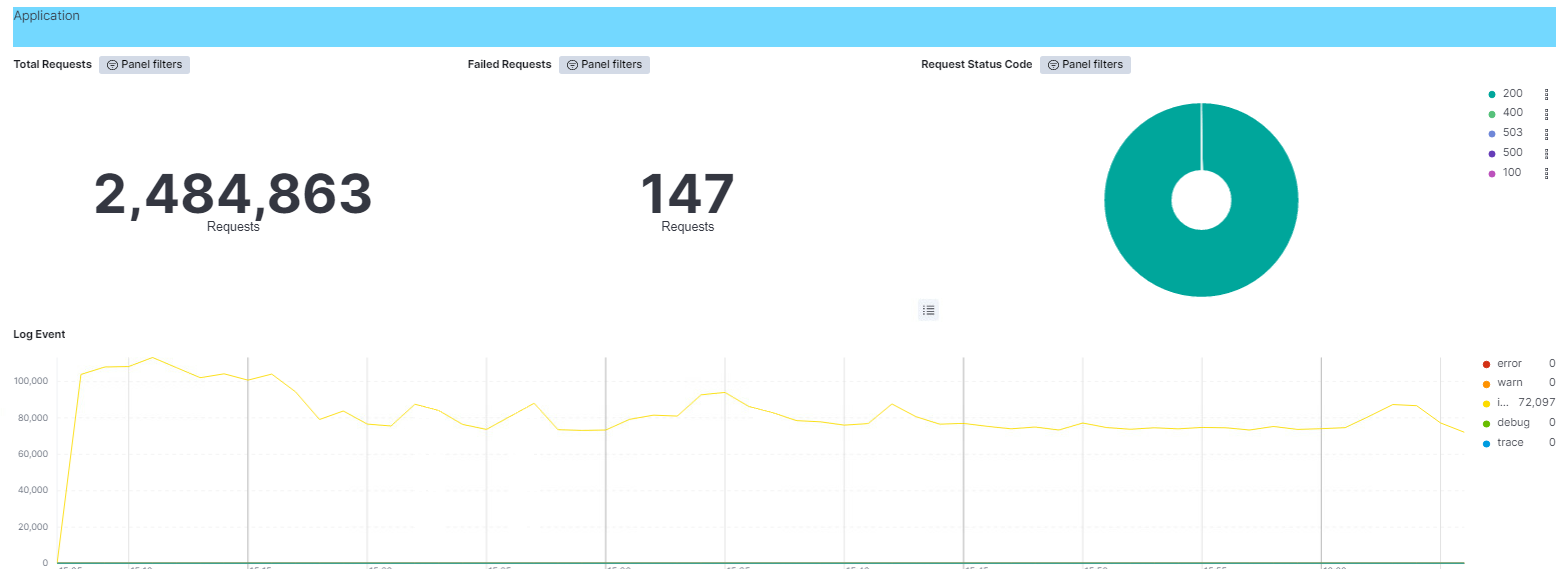 Application
Total Requests Panel filters
Failed Requests Panel filters
Request Status Code Panel filters
2,484,863
Requests
147
Requests
200
400
503
500
100
Log Event
100,000
80,000
60,000
40,000
20,000
0
error 0
warn 0
i... 72,097
debug 0
trace 0